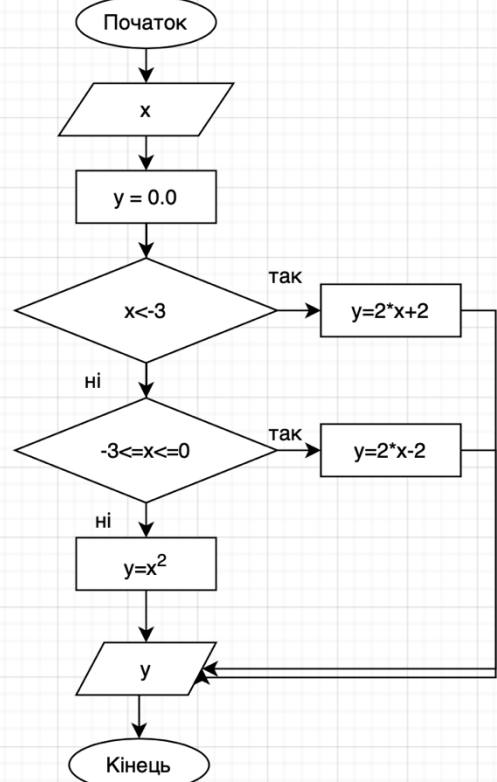 Початок
x
y = 0.0
x<-3
так
y=2*x+2
ні
-3<=x<=0
так
y=2*x-2
ні
y=x²
y
Кінець